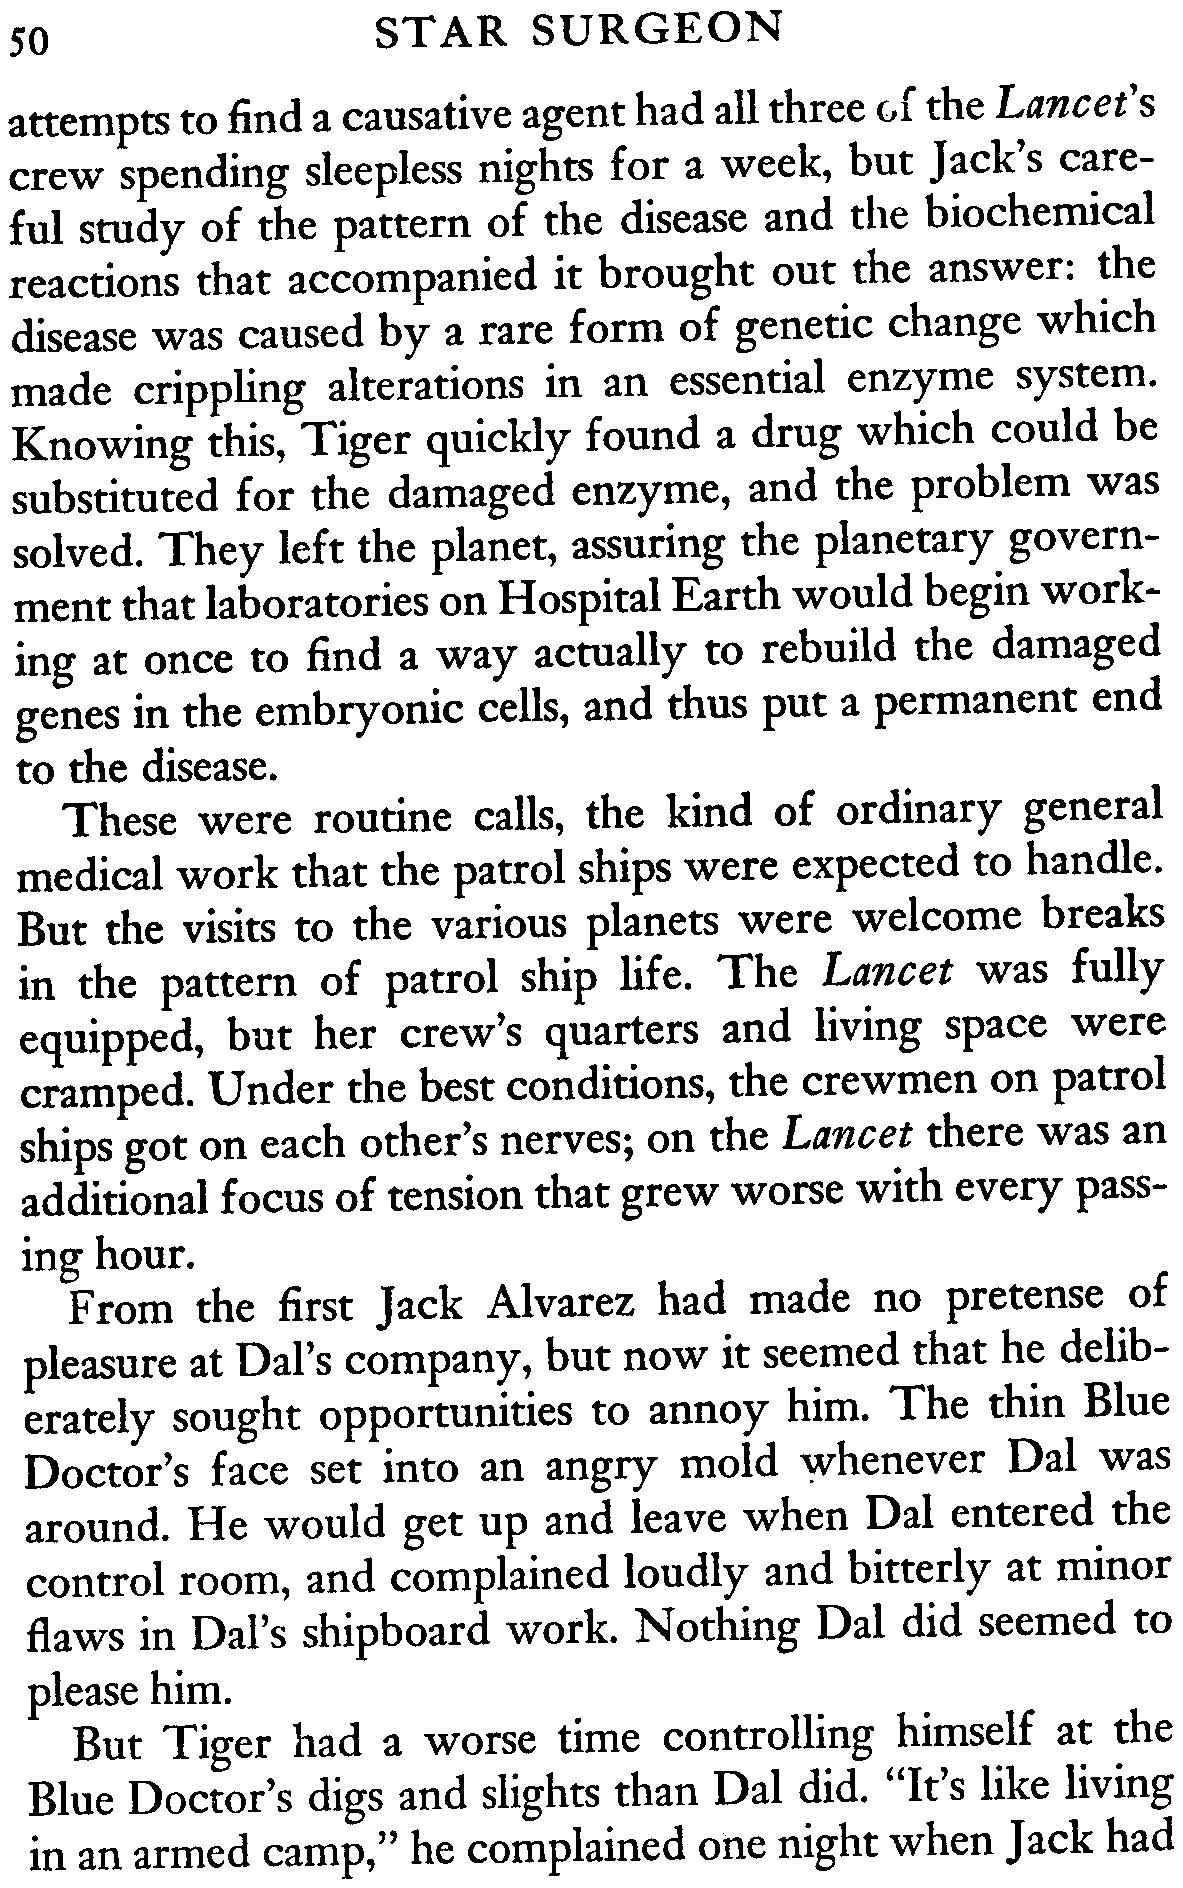 50 STAR SURGEON
attempts to find a causative agent had all three of the Lancet's
crew spending sleepless nights for a week, but Jack's care-
ful study of the pattern of the disease and the biochemical
reactions that accompanied it brought out the answer: the
disease was caused by a rare form of genetic change which
made crippling alterations in an essential enzyme system.
Knowing this, Tiger quickly found a drug which could be
substituted for the damaged enzyme, and the problem was
solved. They left the planet, assuring the planetary govern-
ment that laboratories on Hospital Earth would begin work-
ing at once to find a way actually to rebuild the damaged
genes in the embryonic cells, and thus put a permanent end
to the disease.
These were routine calls, the kind of ordinary general
medical work that the patrol ships were expected to handle.
But the visits to the various planets were welcome breaks
in the pattern of patrol ship life. The Lancet was fully
equipped, but her crew's quarters and living space were
cramped. Under the best conditions, the crewmen on patrol
ships got on each other's nerves; on the Lancet there was an
additional focus of tension that grew worse with every pass-
ing hour.
From the first Jack Alvarez had made no pretense of
pleasure at Dal's company, but now it seemed that he delib-
erately sought opportunities to annoy him. The thin Blue
Doctor's face set into an angry mold whenever Dal was
around. He would get up and leave when Dal entered the
control room, and complained loudly and bitterly at minor
flaws in Dal's shipboard work. Nothing Dal did seemed to
please him.
But Tiger had a worse time controlling himself at the
Blue Doctor's digs and slights than Dal did. "It's like living
in an armed camp," he complained one night when Jack had